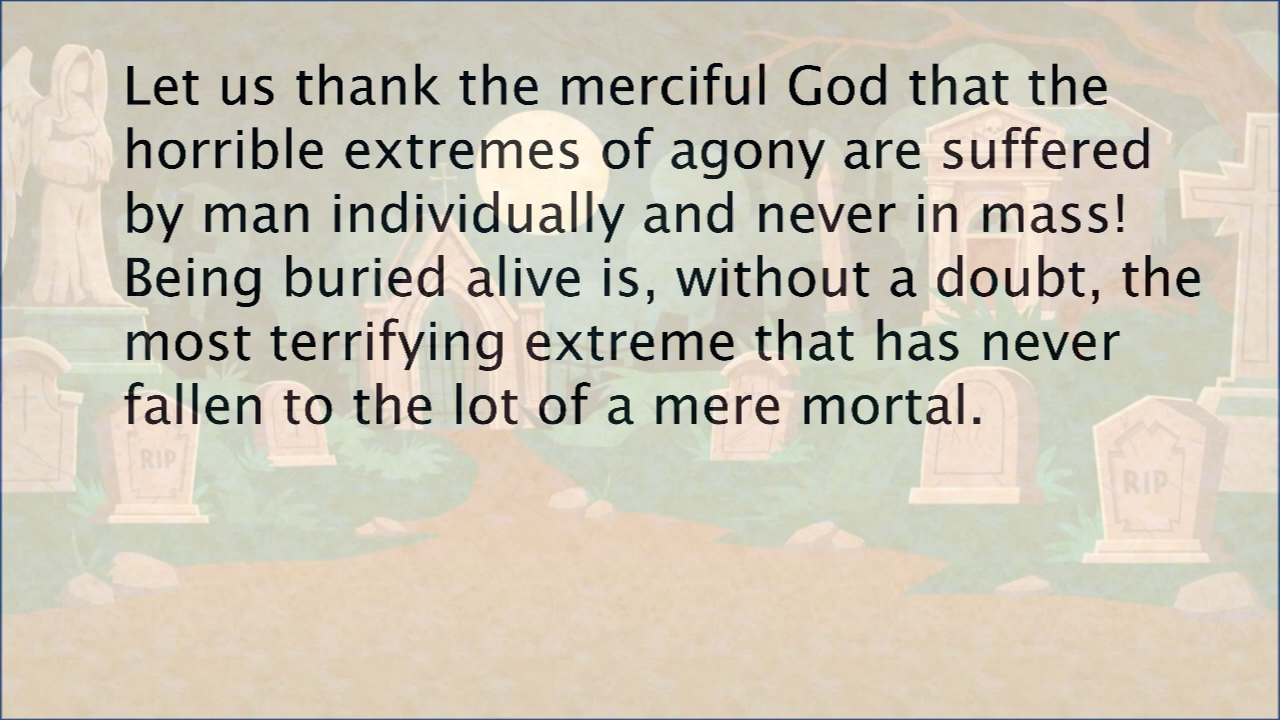 Let us thank the merciful God that the
horrible extremes of agony are suffered
by man individually and never in mass!
Being buried alive is, without a doubt, the
most terrifying extreme that has never
fallen to the lot of a mere mortal.
RIP
RIP